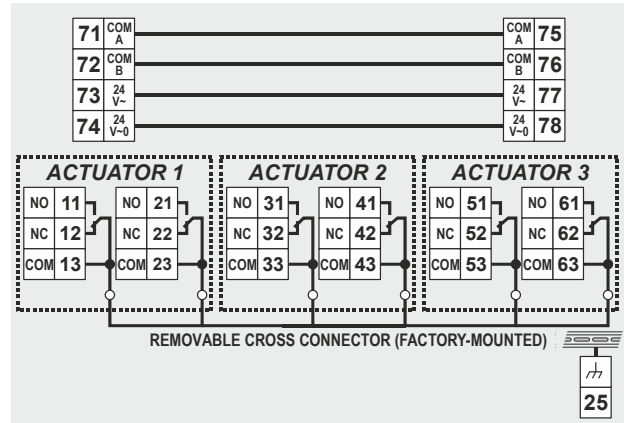 71 COM A COM A 75
72 COM B COM B 76
73 24 V~ 24 V~ 77
74 24 V~0 24 V~0 78
ACTUATOR 1 ACTUATOR 2 ACTUATOR 3
NO 11 NO 21 NO 31 NO 41 NO 51 NO 61
NC 12 NC 22 NC 32 NC 42 NC 52 NC 62
COM 13 COM 23 COM 33 COM 43 COM 53 COM 63
REMOVABLE CROSS CONNECTOR (FACTORY-MOUNTED)
25